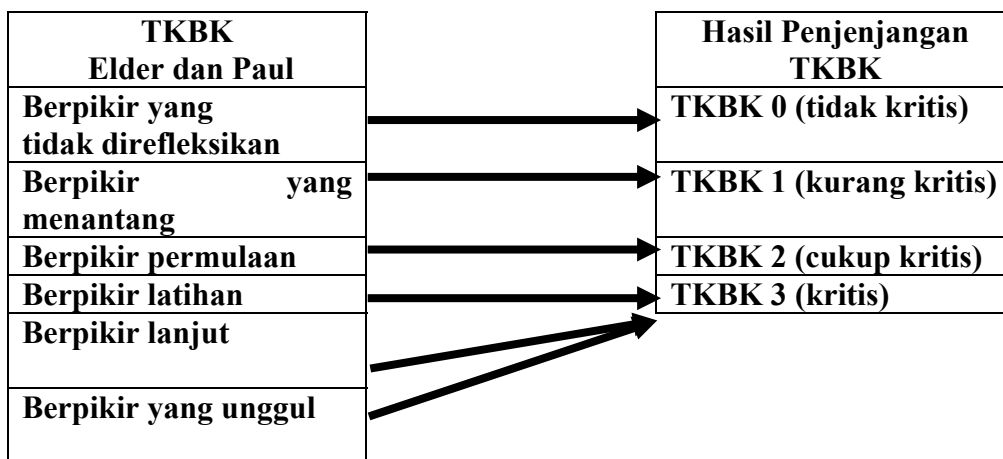 TKBK
Elder dan Paul
Berpikir yang
tidak direfleksikan
Berpikir yang
menantang
Berpikir permulaan
Berpikir latihan
Berpikir lanjut
Berpikir yang unggul
Hasil Penjenjangan
TKBK
TKBK 0 (tidak kritis)
TKBK 1 (kurang kritis)
TKBK 2 (cukup kritis)
TKBK 3 (kritis)